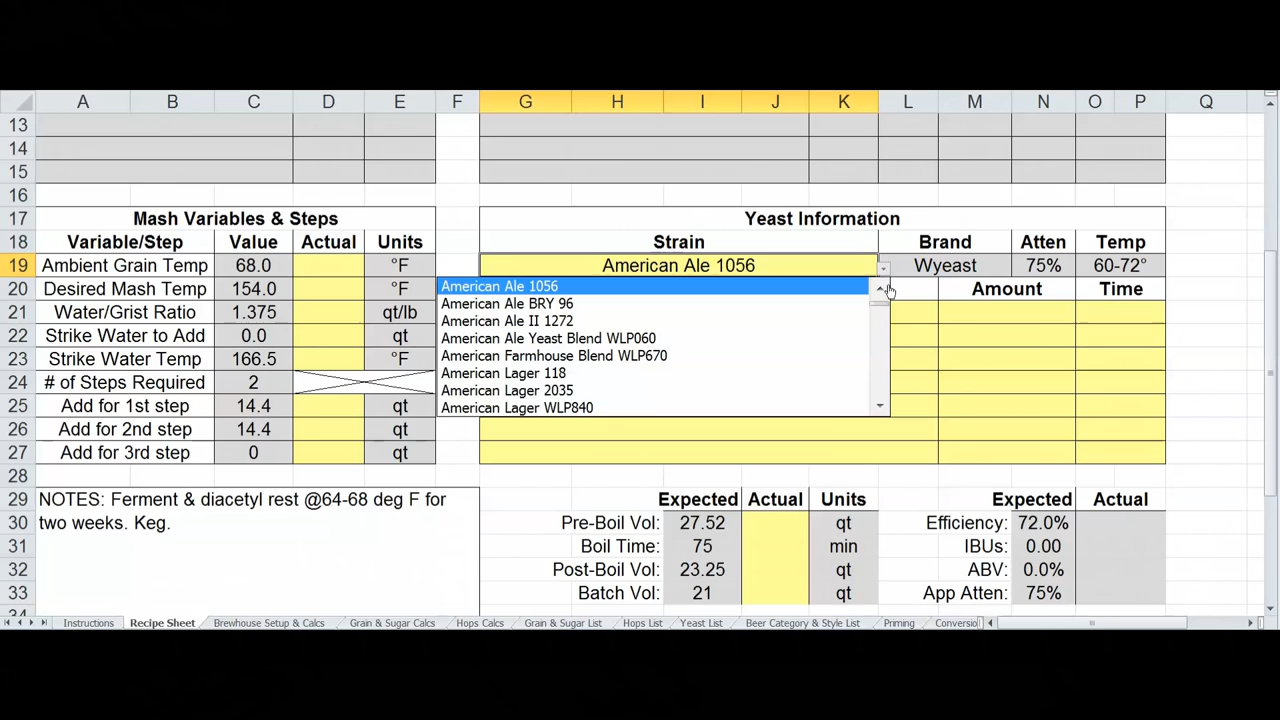 A B C D E F G H I J K L M N O P Q
13
14
15
16
17 Mash Variables & Steps Yeast Information
18 Variable/Step Value Actual Units Strain Brand Atten Temp
19 Ambient Grain Temp 68.0 °F American Ale 1056 Wyeast 75% 60-72°
20 Desired Mash Temp 154.0 °F American Ale 1056 Amount Time
American Ale BRY 96
21 Water/Grist Ratio 1.375 qt/lb American Ale II 1272
22 Strike Water to Add 0.0 qt American Ale Yeast Blend WLP060
23 Strike Water Temp 166.5 °F American Farmhouse Blend WLP670
24 # of Steps Required 2 American Lager 118
American Lager 2035
25 Add for 1st step 14.4 qt American Lager WLP840
26 Add for 2nd step 14.4 qt
27 Add for 3rd step 0 qt
28
29 NOTES: Ferment & diacetyl rest @64-68 deg F for Expected Actual Units Expected Actual
30 two weeks. Keg. Pre-Boil Vol: 27.52 qt Efficiency: 72.0%
31 Boil Time: 75 min IBUs: 0.00
32 Post-Boil Vol: 23.25 qt ABV: 0.0%
33 Batch Vol: 21 qt App Atten: 75%
34
Instructions Recipe Sheet Brewhouse Setup & Calcs Grain & Sugar Calcs Hops Calcs Grain & Sugar List Hops List Yeast List Beer Category & Style List Priming Conversio